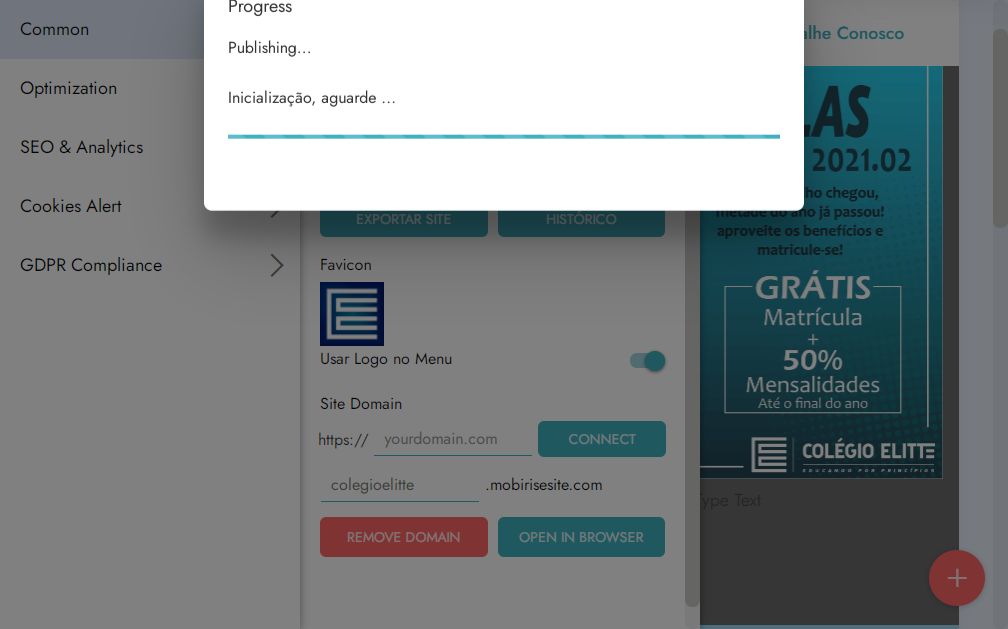 Common
Optimization
SEO & Analytics
Cookies Alert
GDPR Compliance
Progress
Publishing...
Inicialização, aguarde ...
EXPORTAR SITE
HISTÓRICO
Favicon
Usar Logo no Menu
Site Domain
https://
yourdomain.com
CONNECT
colegioelitte
.mobirisesite.com
REMOVE DOMAIN
OPEN IN BROWSER
alhe Conosco
LAS
2021.02
ho chegou,
metade do ano já passou!
aproveite os benefícios e
matricule-se!
GRÁTIS
Matrícula
+
50%
Mensalidades
Até o final do ano
COLÉGIO ELITTE
EDUCANDO POR PRINCÍPIOS
Type Text